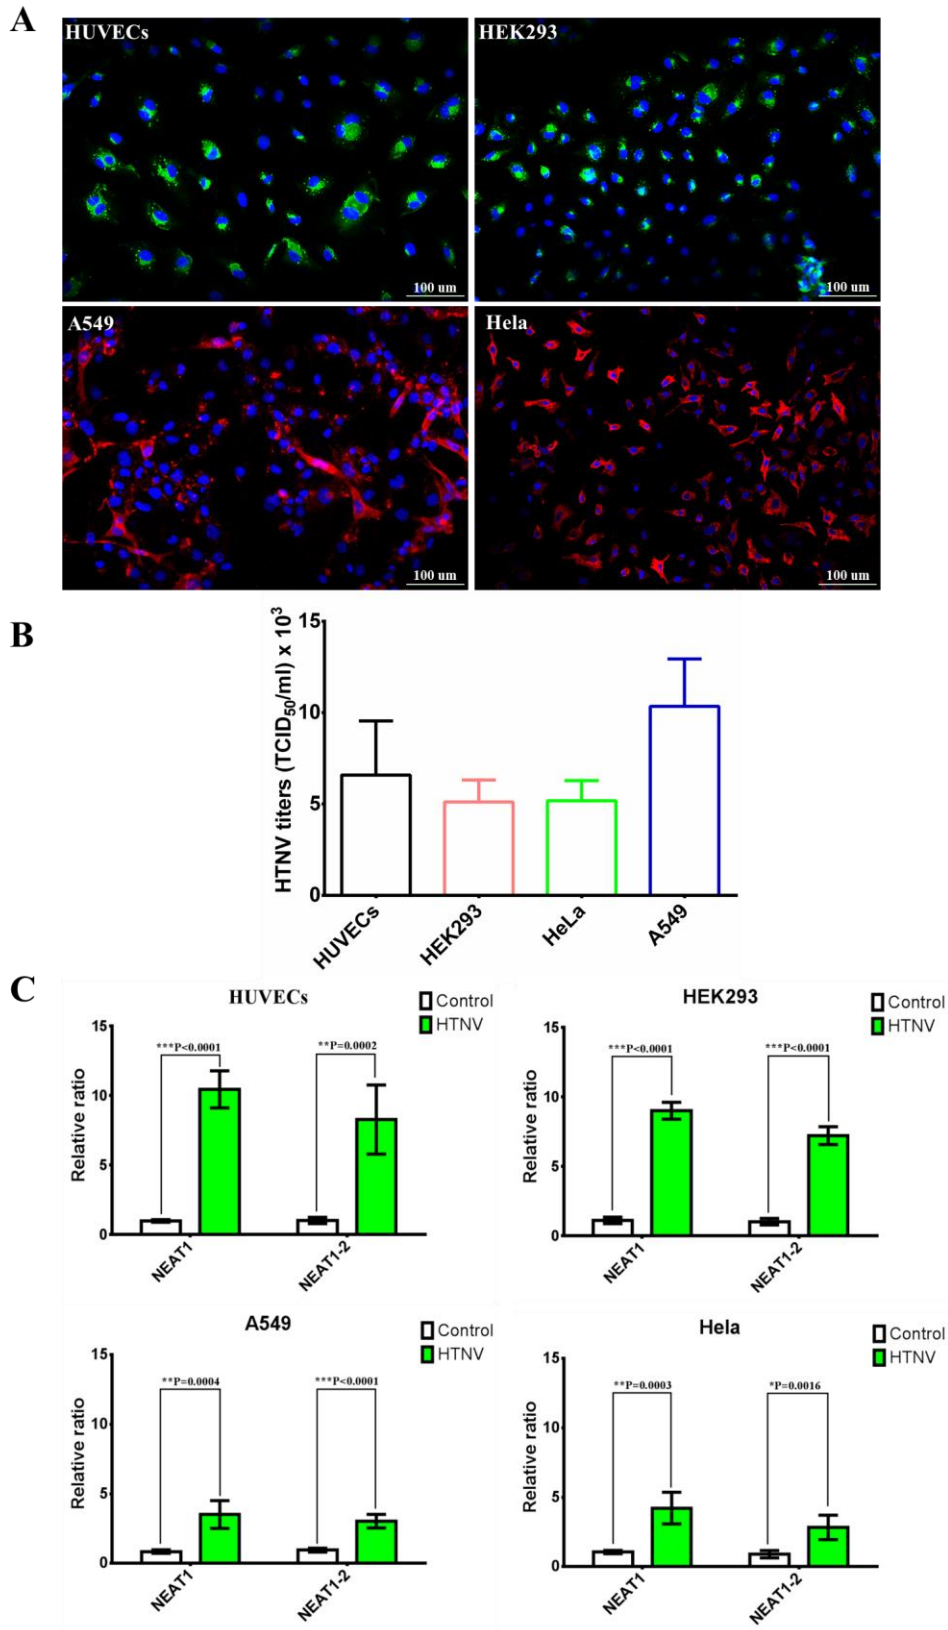 A
HUVECs
HEK293
100 um
100 um
A549
Hela
100 um
100 um
B
HTNV titers (TCID50/ml) x 10³
15
10
5
0
HUVECs
HEK293
HeLa
A549
C
HUVECs
Control
HTNV
Relative ratio
15
10
5
0
***P<0.0001
**P=0.0002
NEAT1
NEAT1-2
HEK293
Control
HTNV
Relative ratio
15
10
5
0
***P<0.0001
***P<0.0001
NEAT1
NEAT1-2
A549
Control
HTNV
Relative ratio
15
10
5
0
**P=0.0004
***P<0.0001
NEAT1
NEAT1-2
Hela
Control
HTNV
Relative ratio
15
10
5
0
**P=0.0003
*P=0.0016
NEAT1
NEAT1-2